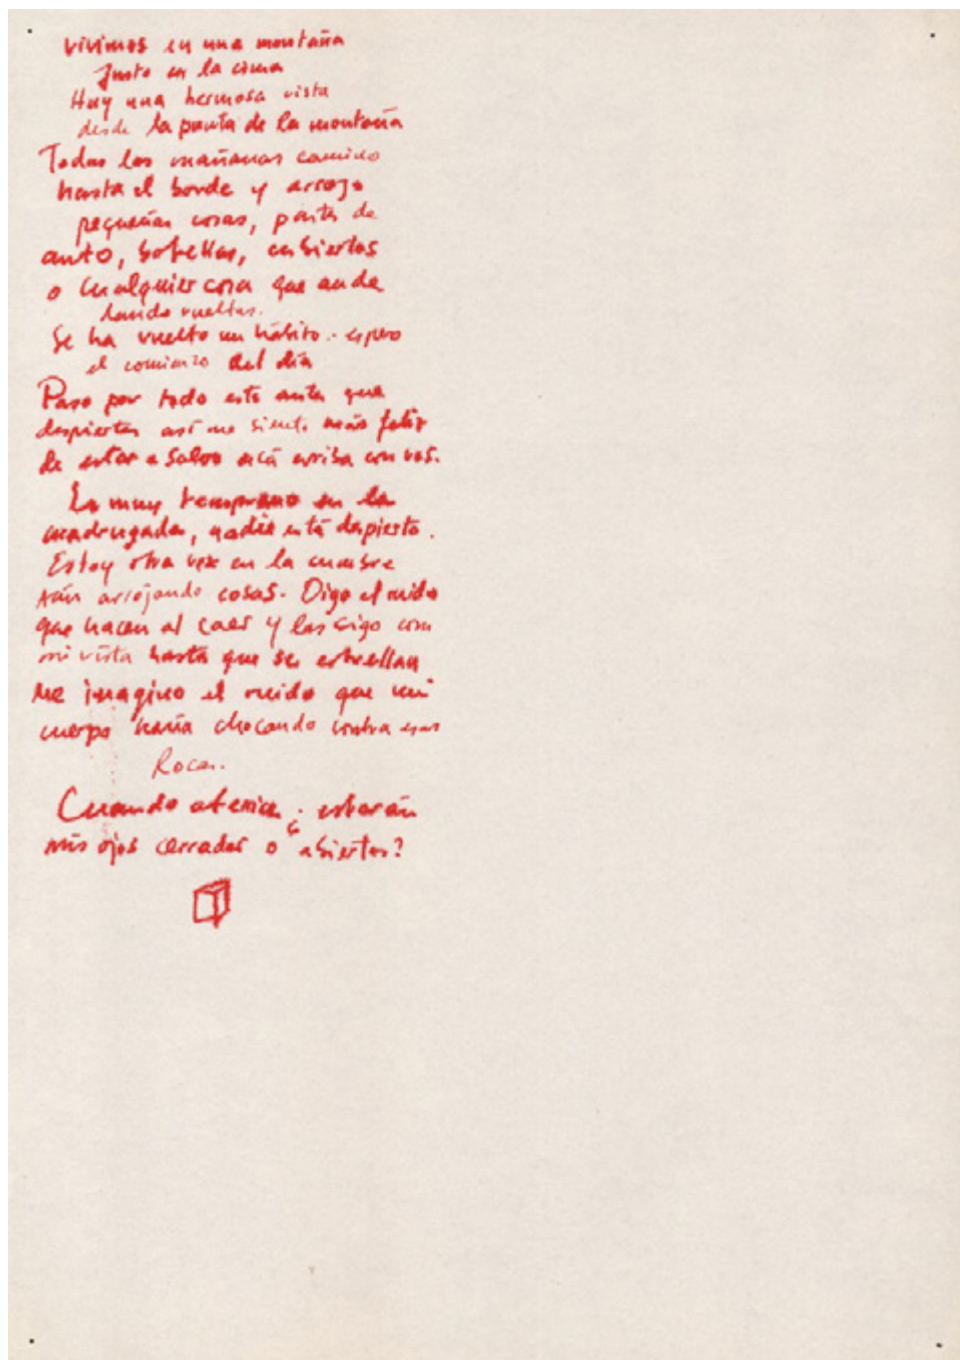 vivimos en una montaña
Justo en la cima
Hay una hermosa vista
desde la punta de la montaña
Todas las mañanas camino
hasta el borde y arrojo
pequeñas cosas, partes de
auto, botellas, cubiertos
o cualquier cosa que ande
dando vueltas.
Se ha vuelto un hábito.
el comienzo del día
Paso por todo esto antes que
despiertes así me siento más feliz
de estar a salvo acá arriba con vos.
Es muy temprano en la
madrugada, nadie está despierto.
Estoy otra vez en la cumbre
aún arrojando cosas. Oigo el ruido
que hacen al caer y las sigo con
mi vista hasta que se estrellan
Me imagino el ruido que mi
cuerpo haría chocando contra esas
Rocas.
Cuando aterrice ¿ estarán
mis ojos cerrados o abiertos?